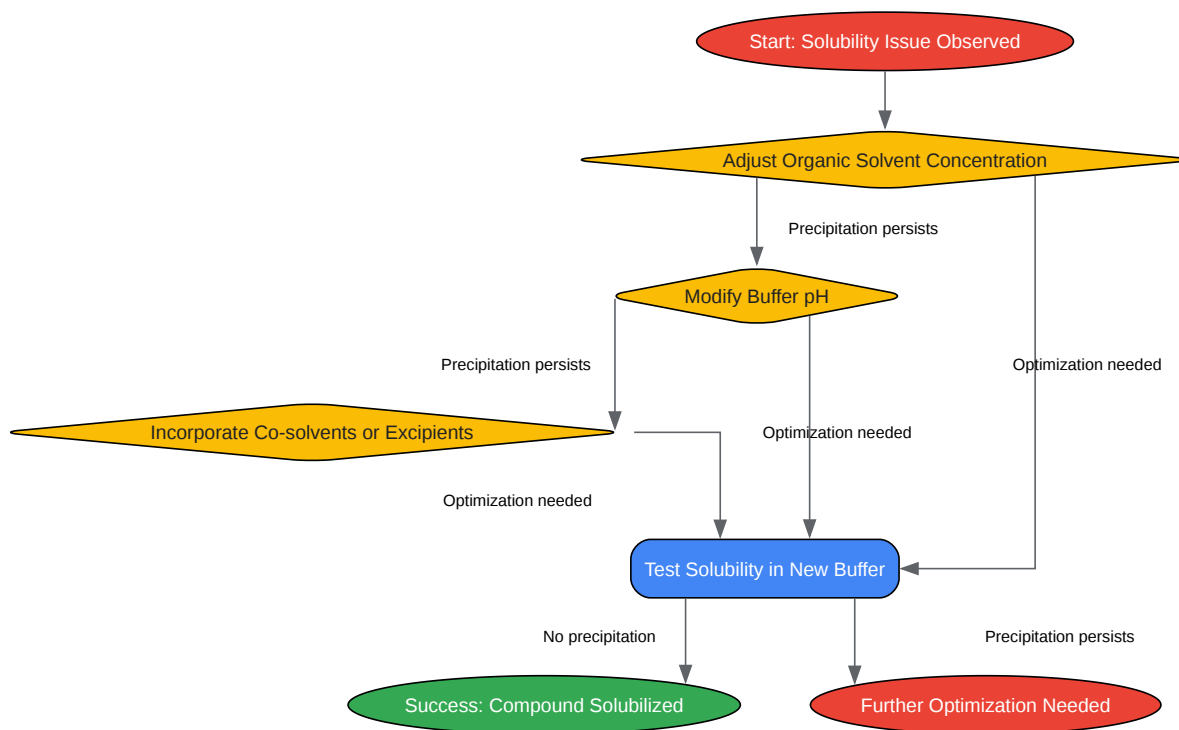 Start: Solubility Issue Observed
Adjust Organic Solvent Concentration
Precipitation persists
Modify Buffer pH
Precipitation persists
Optimization needed
Incorporate Co-solvents or Excipients
Optimization needed
Optimization needed
Test Solubility in New Buffer
No precipitation
Precipitation persists
Success: Compound Solubilized
Further Optimization Needed